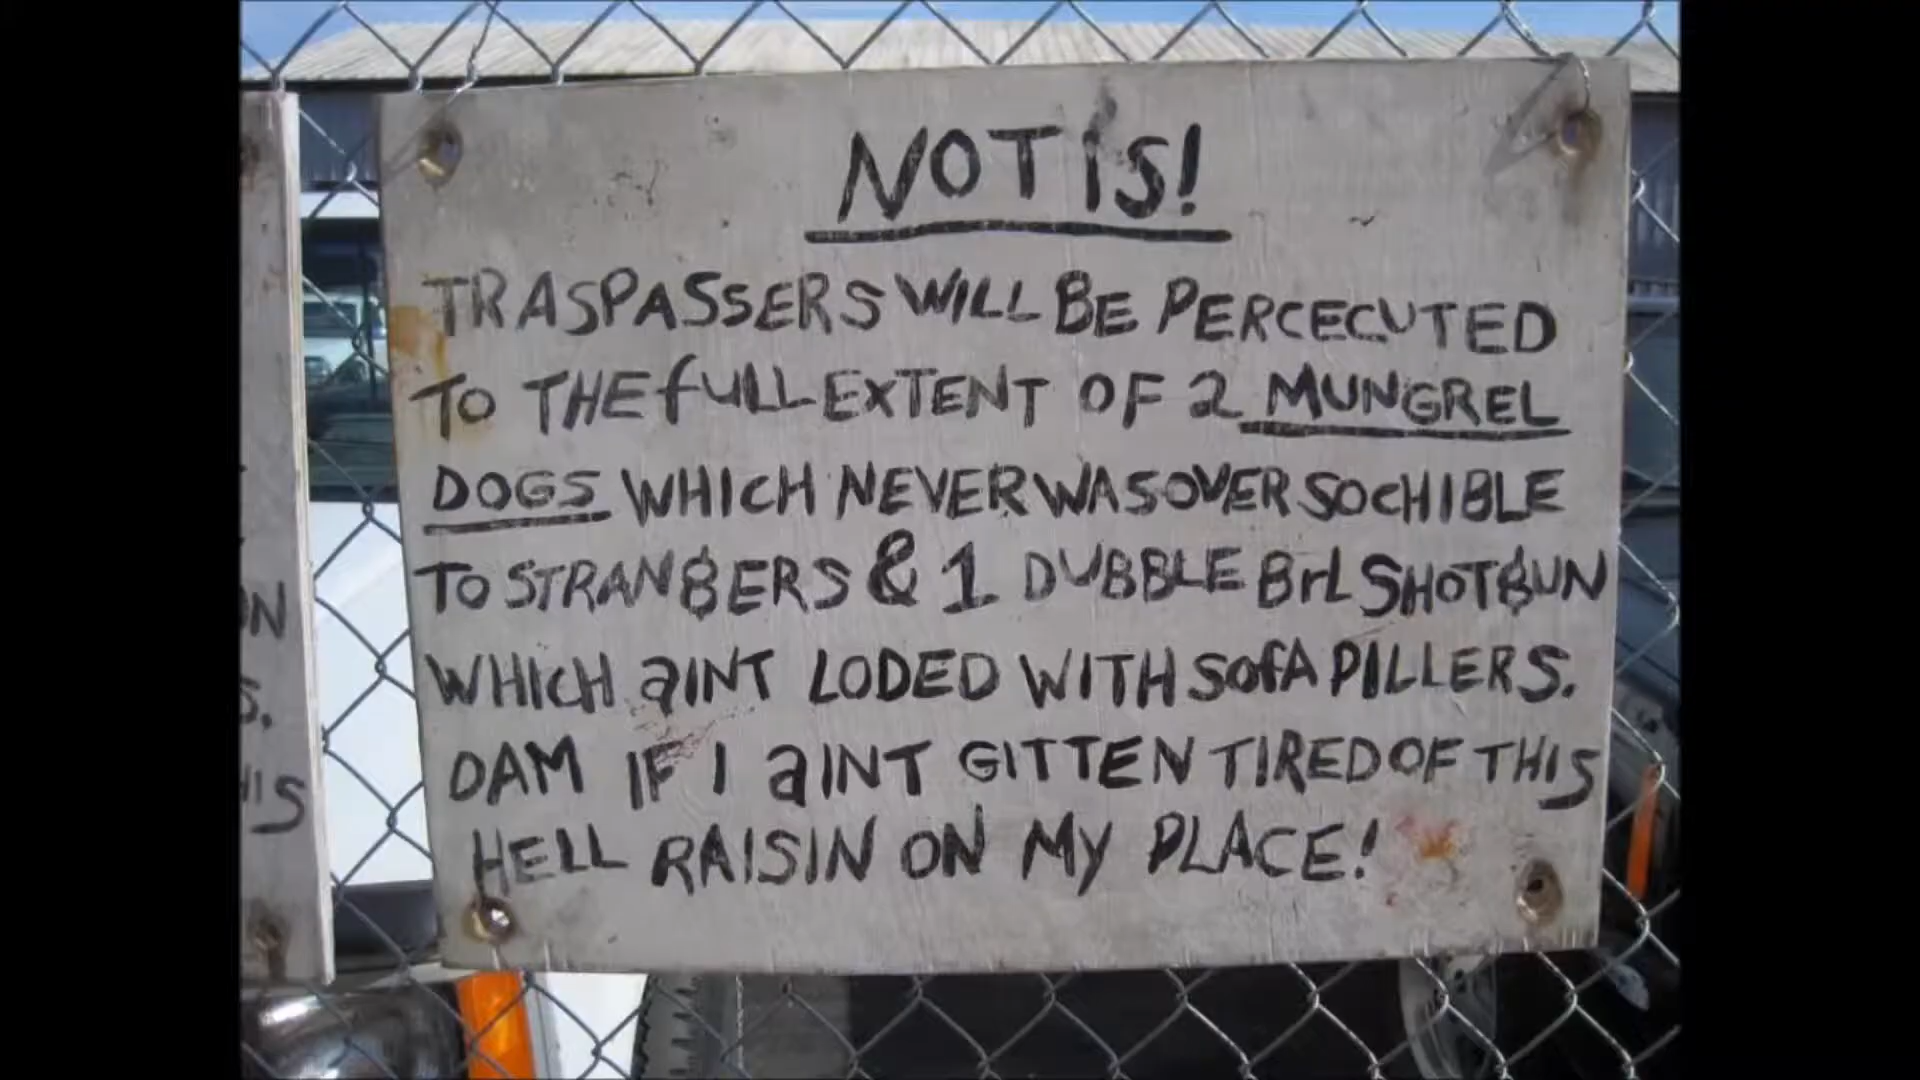 NOTIS!
TRASPASSERS WILL BE PERCECUTED
TO THE fULL EXTENT OF 2 MUNGREL
DOGS WHICH NEVER WAS OVER SOCHIBLE
TO STRANGERS & 1 DUBBLE BrL SHOTGUN
WHICH aINT LODED WITH SofA PILLERS.
DAM IF I aINT GITTEN TIRED OF THIS
HELL RAISIN ON MY PLACE!
N
S.
HIS